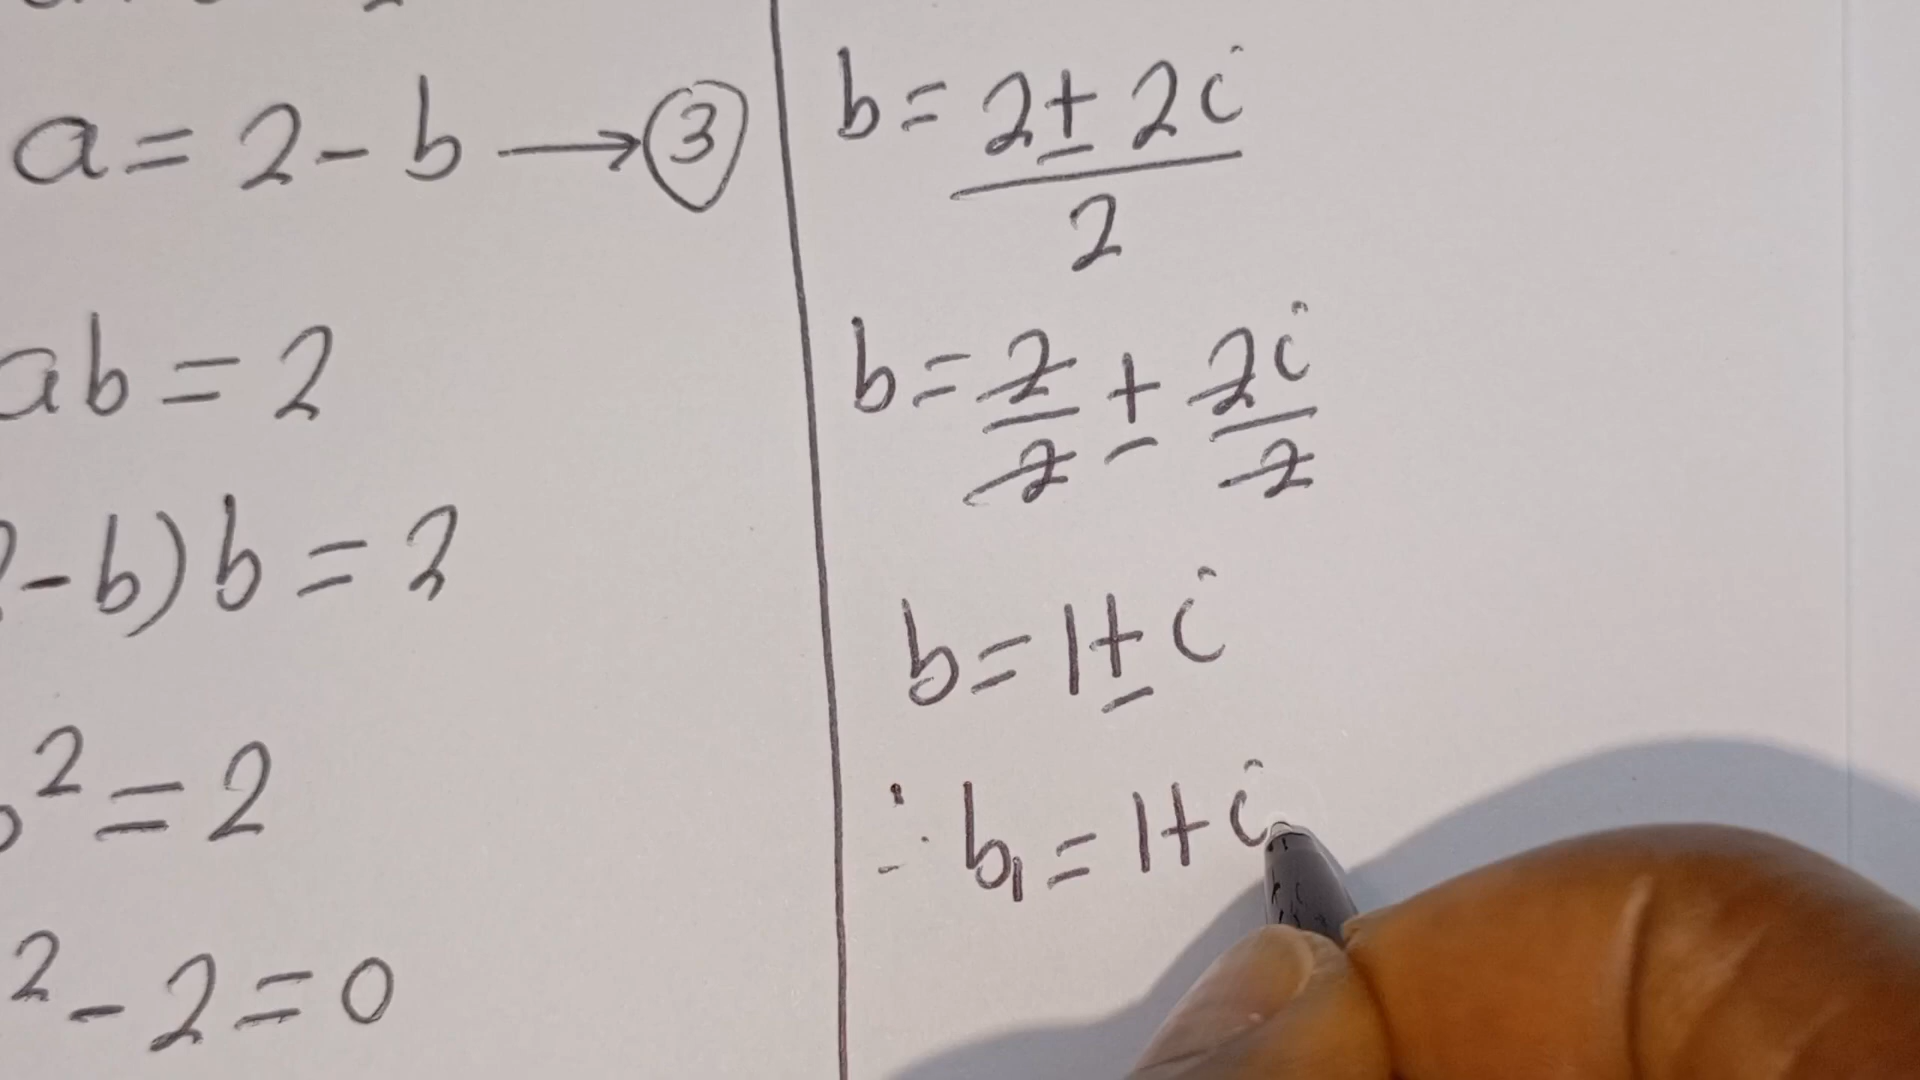 a = 2 - b → ③
ab = 2
-b)b = 2
² = 2
² - 2 = 0
b = 2 ± 2i / 2
b = 2/2 ± 2i/2
b = 1 ± i
∴ b₁ = 1 + i